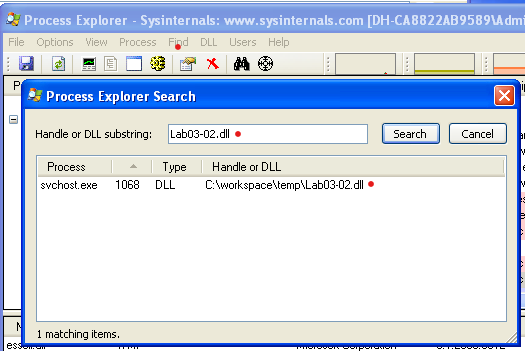 Process Explorer - Sysinternals: www.sysinternals.com [DH-CA8822AB9589\Admi
File Options View Process Find DLL Users Help
Process Explorer Search
Handle or DLL substring: Lab03-02.dll Search Cancel
Process Type Handle or DLL
svchost.exe 1068 DLL C:\workspace\temp\Lab03-02.dll
1 matching items.